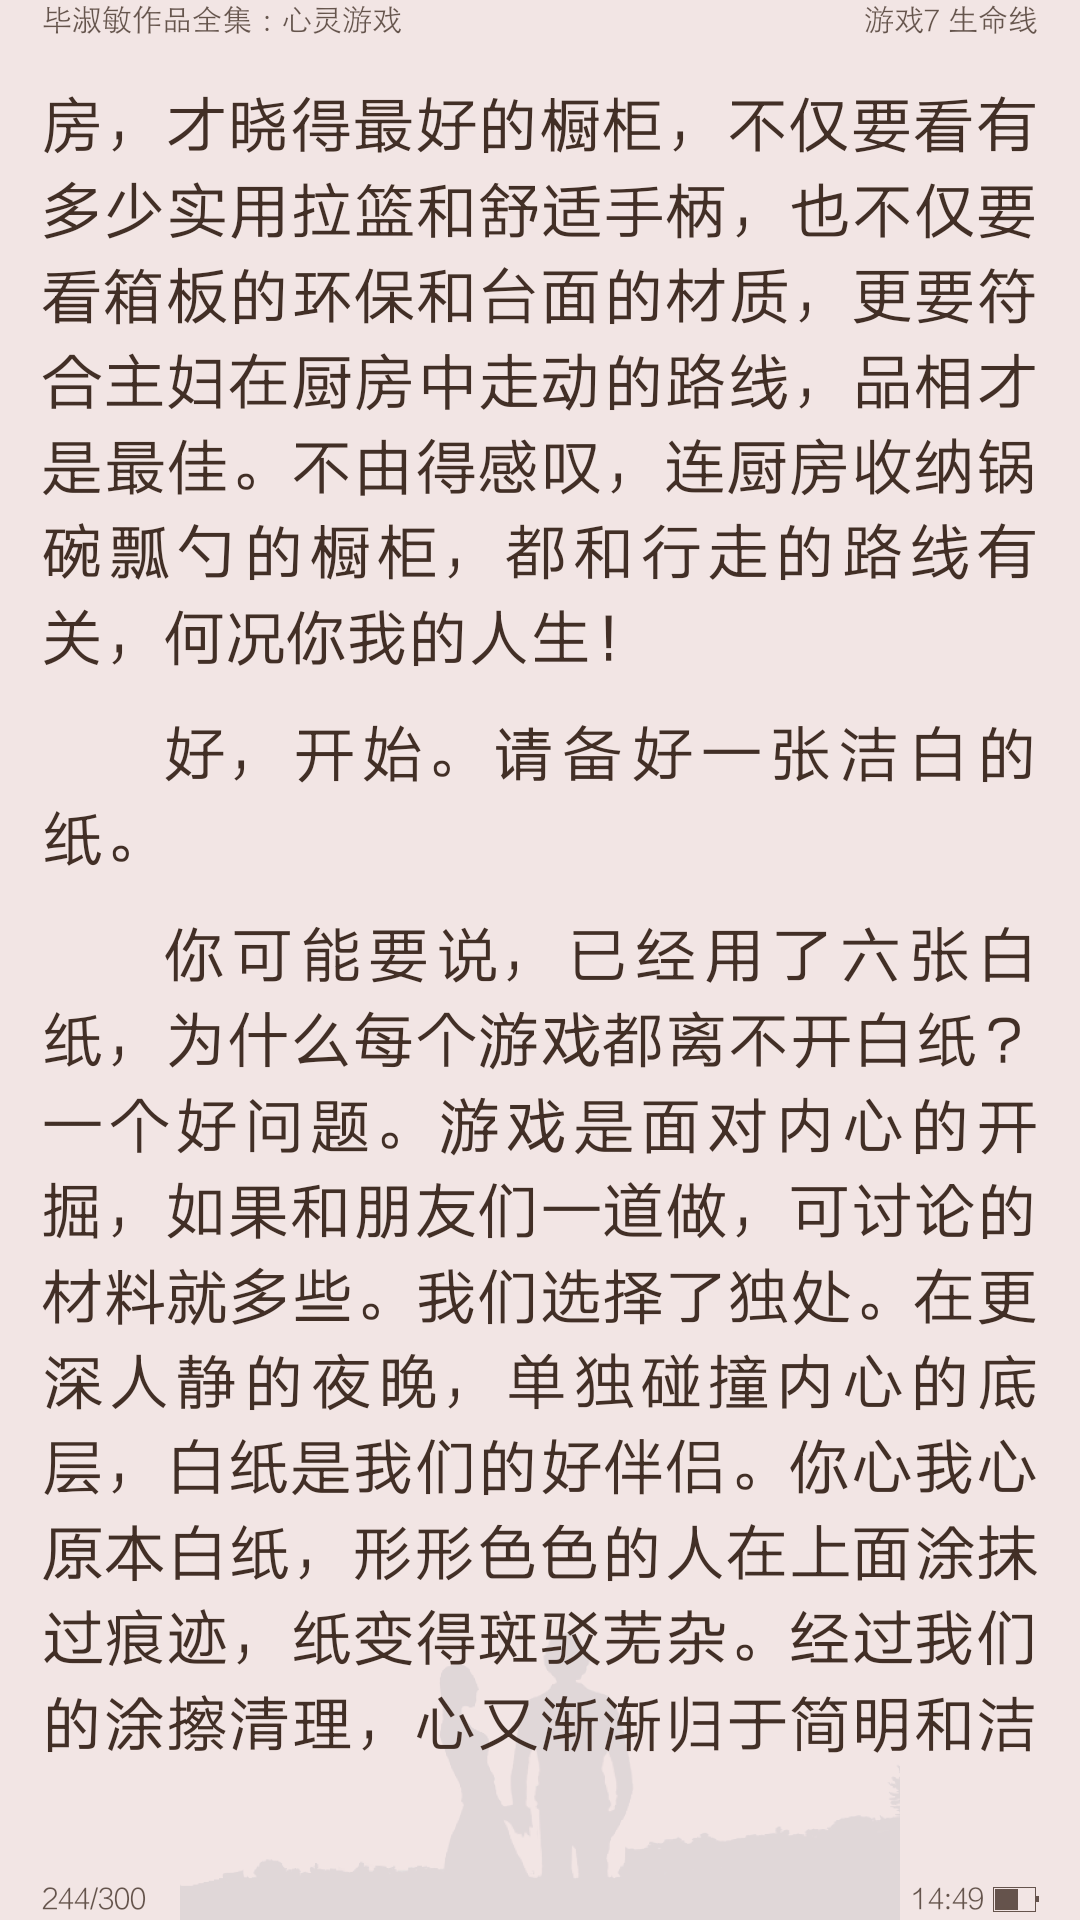 毕淑敏作品全集：心灵游戏 游戏7 生命线
房，才晓得最好的橱柜，不仅要看有
多少实用拉篮和舒适手柄，也不仅要
看箱板的环保和台面的材质，更要符
合主妇在厨房中走动的路线，品相才
是最佳。不由得感叹，连厨房收纳锅
碗瓢勺的橱柜，都和行走的路线有
关，何况你我的人生！
好，开始。请备好一张洁白的
纸。
你可能要说，已经用了六张白
纸，为什么每个游戏都离不开白纸？
一个好问题。游戏是面对内心的开
掘，如果和朋友们一道做，可讨论的
材料就多些。我们选择了独处。在更
深人静的夜晚，单独碰撞内心的底
层，白纸是我们的好伴侣。你心我心
原本白纸，形形色色的人在上面涂抹
过痕迹，纸变得斑驳芜杂。经过我们
的涂擦清理，心又渐渐归于简明和洁
244/300 14:49